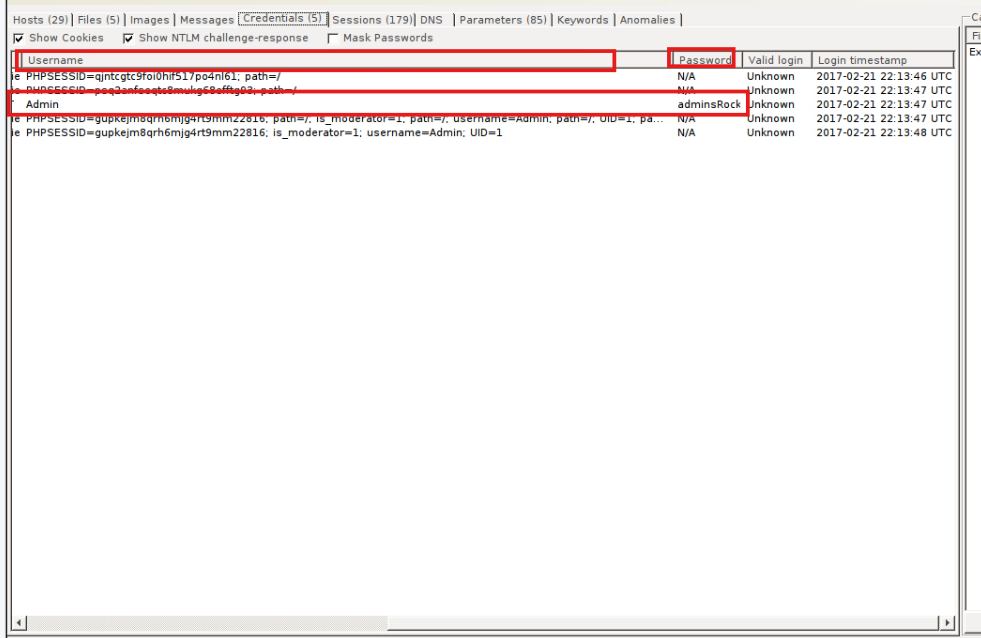 Hosts (29) Files (5) Images Messages Credentials (5) Sessions (179) DNS Parameters (85) Keywords Anomalies
Show Cookies Show NTLM challenge-response Mask Passwords
Username Password Valid login Login timestamp
ie PHPSESSID=qjntcgtc9foi0hif517po4nl61; path=/ N/A Unknown 2017-02-21 22:13:46 UTC
path=/ N/A Unknown 2017-02-21 22:13:47 UTC
Admin adminsRock Unknown 2017-02-21 22:13:47 UTC
ie PHPSESSID=gupkejm8qrh6mjg4rt9mm22816; path=/; is_moderator=1; path=/; username=Admin; path=/; UID=1; pa... N/A Unknown 2017-02-21 22:13:47 UTC
ie PHPSESSID=gupkejm8qrh6mjg4rt9mm22816; is_moderator=1; username=Admin; UID=1 N/A Unknown 2017-02-21 22:13:48 UTC
Ca
Fi
Ex